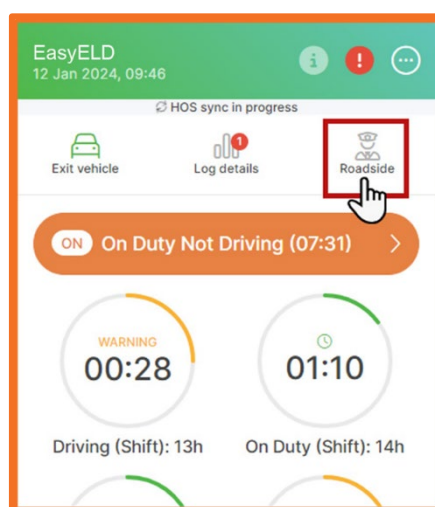 EasyELD
12 Jan 2024, 09:46
HOS sync in progress
Exit vehicle
1
Log details
Roadside
ON On Duty Not Driving (07:31)
WARNING
00:28
01:10
Driving (Shift): 13h
On Duty (Shift): 14h